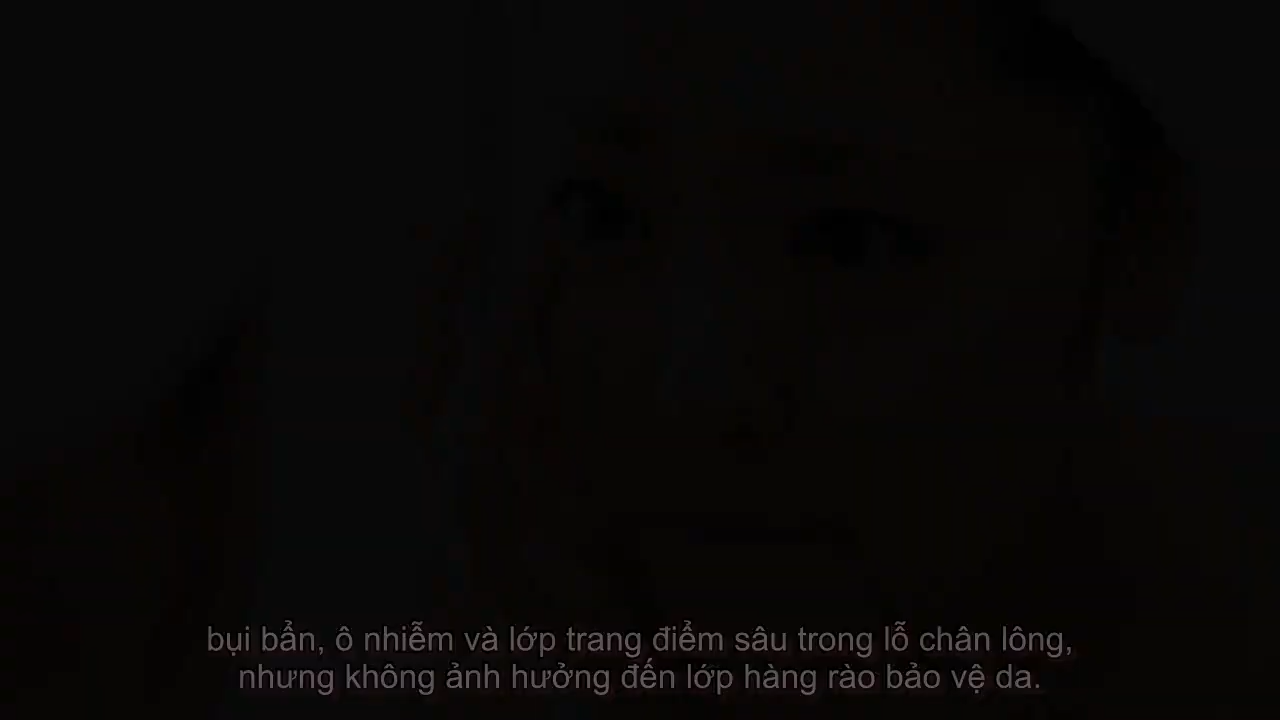 bụi bẩn, ô nhiễm và lớp trang điểm sâu trong lỗ chân lông,
nhưng không ảnh hưởng đến lớp hàng rào bảo vệ da.